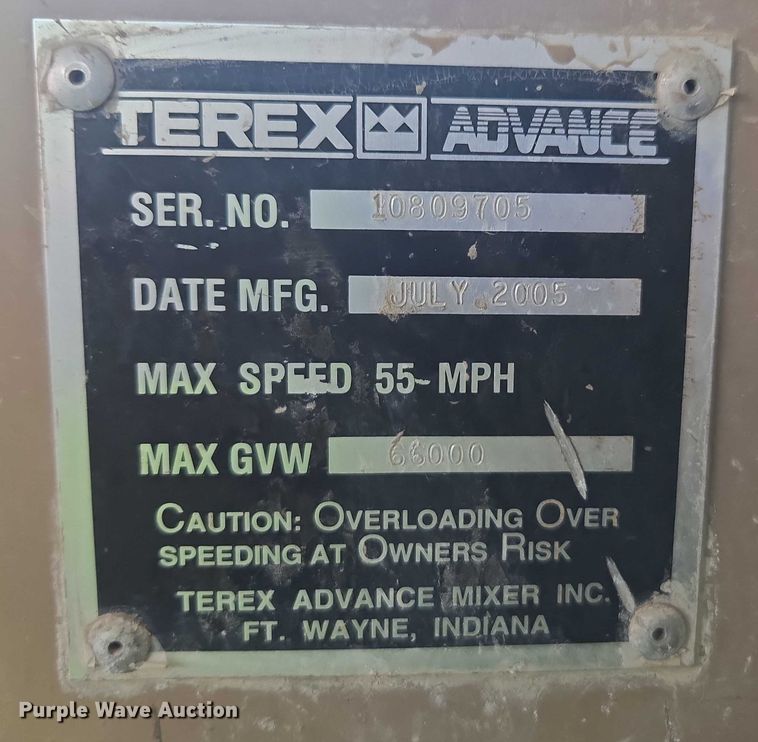 TEREX ADVANCE
SER. NO. 10809705
DATE MFG. JULY 2005
MAX SPEED 55 MPH
MAX GVW 66000
CAUTION: OVERLOADING OVER
SPEEDING AT OWNERS RISK
TEREX ADVANCE MIXER INC.
FT. WAYNE, INDIANA
Purple Wave Auction